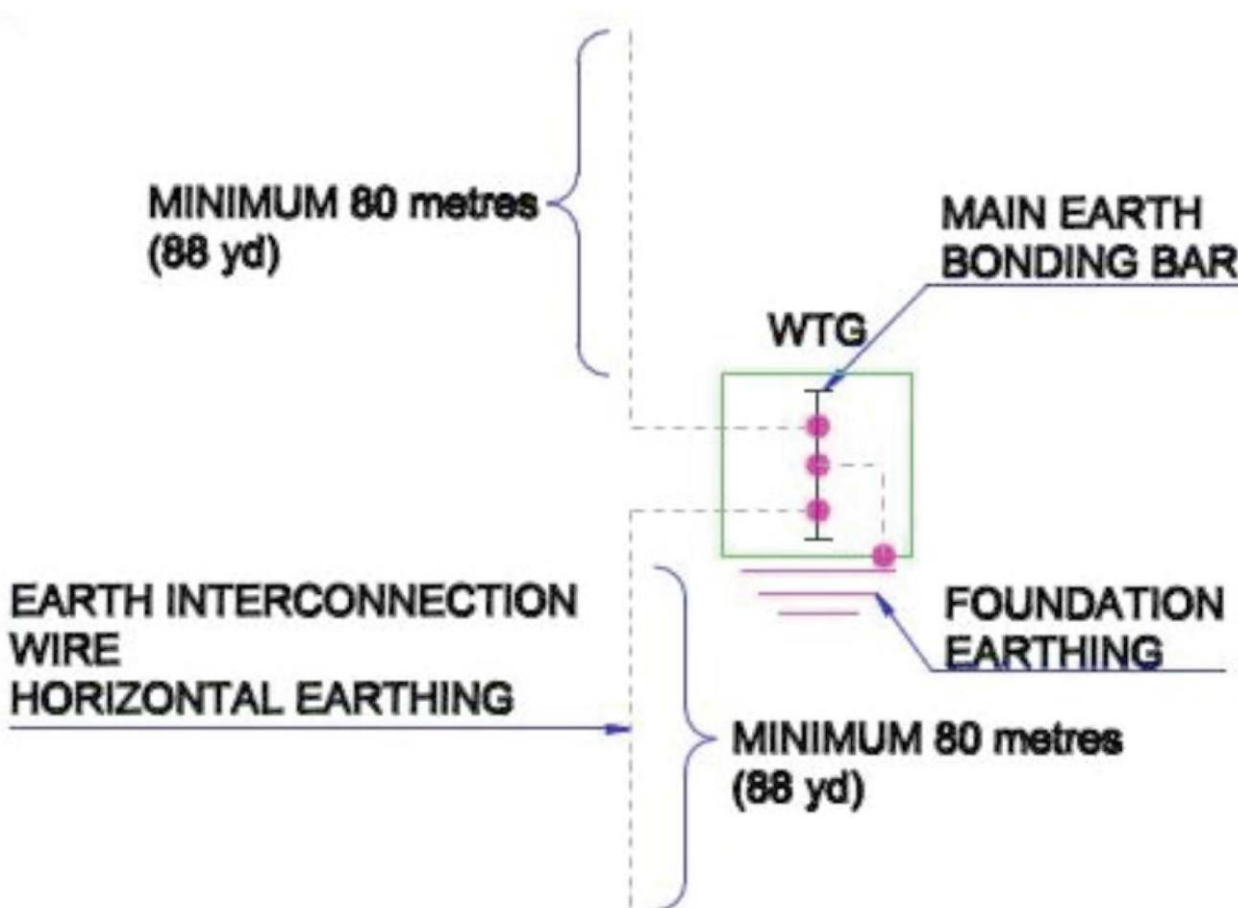 MINIMUM 80 metres
(88 yd)
MAIN EARTH
BONDING BAR
WTG
EARTH INTERCONNECTION
WIRE
HORIZONTAL EARTHING
FOUNDATION
EARTHING
MINIMUM 80 metres
(88 yd)